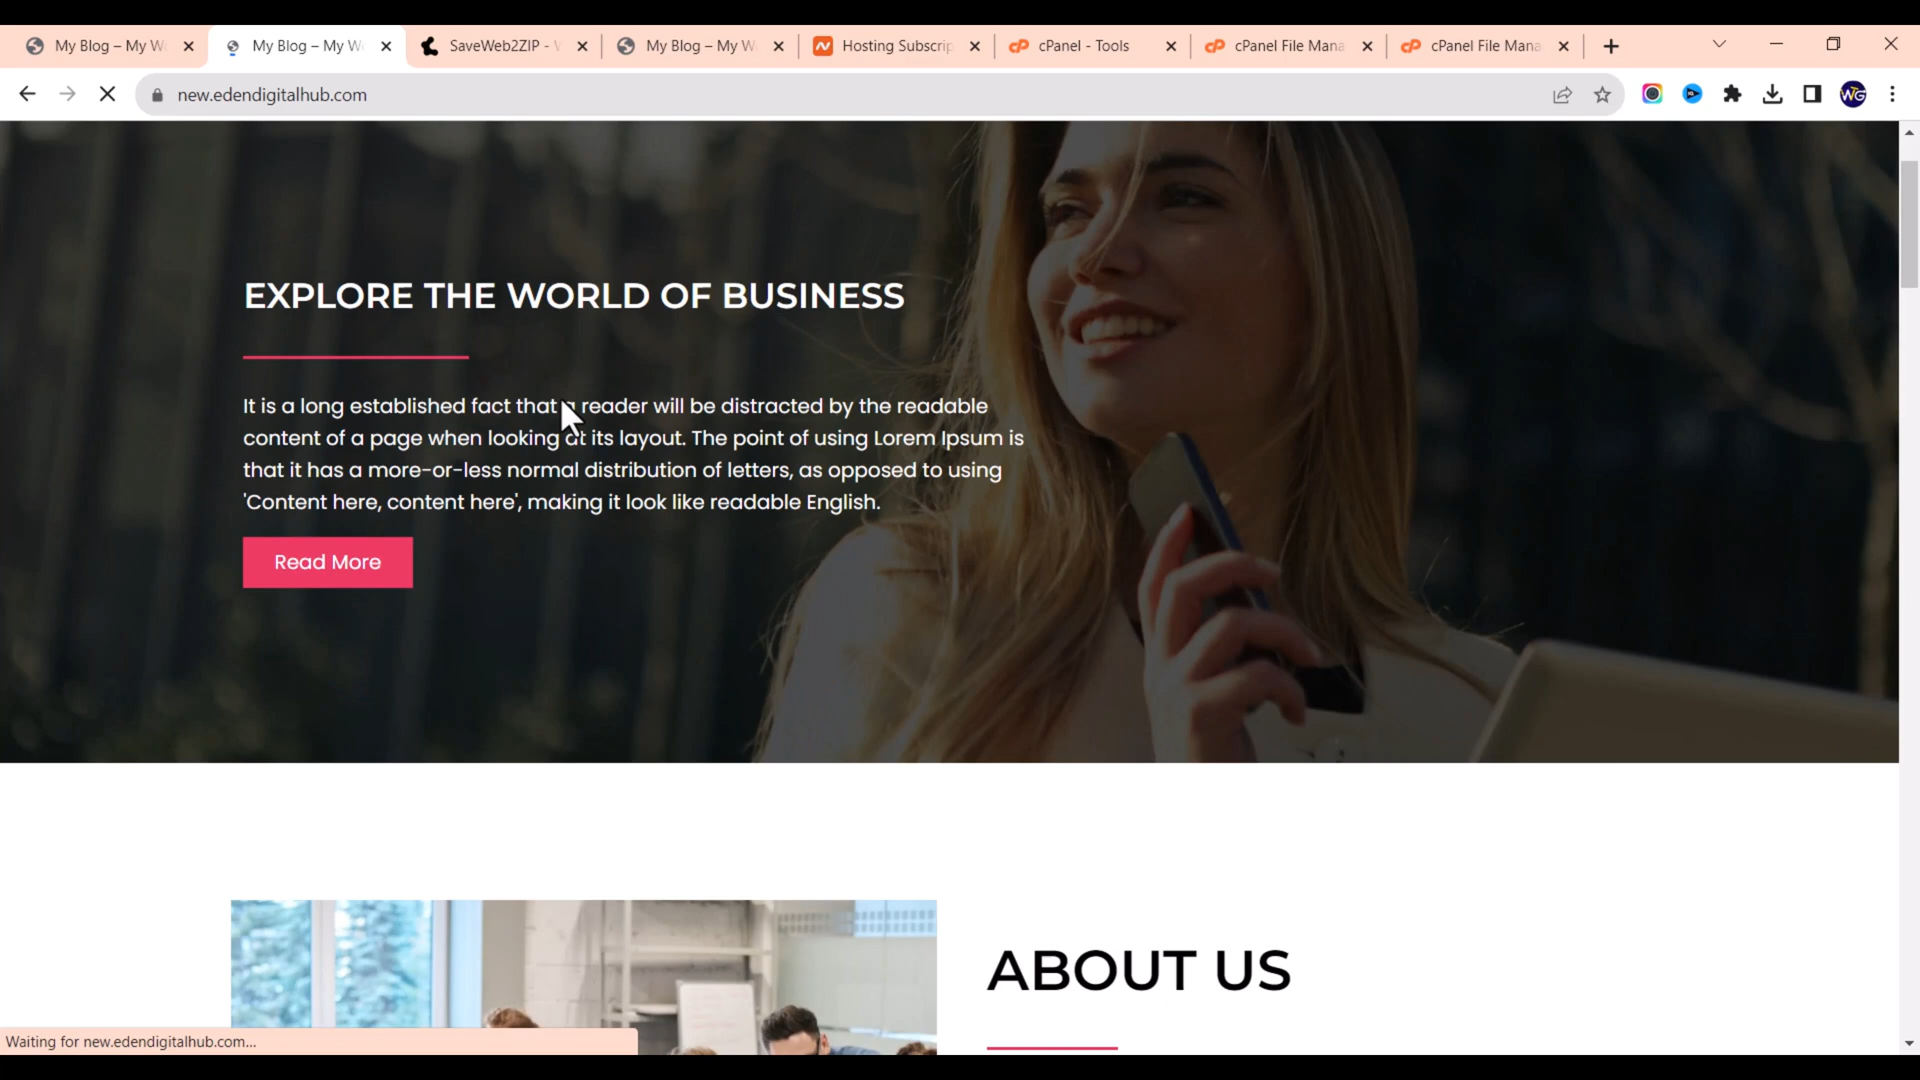 My Blog – My W
My Blog – My W
SaveWeb2ZIP -
My Blog – My W
Hosting Subscrip
cPanel - Tools
cPanel File Mana
cPanel File Mana
new.edendigitalhub.com
WG
EXPLORE THE WORLD OF BUSINESS
It is a long established fact that a reader will be distracted by the readable
content of a page when looking at its layout. The point of using Lorem Ipsum is
that it has a more-or-less normal distribution of letters, as opposed to using
'Content here, content here', making it look like readable English.
Read More
ABOUT US
Waiting for new.edendigitalhub.com...